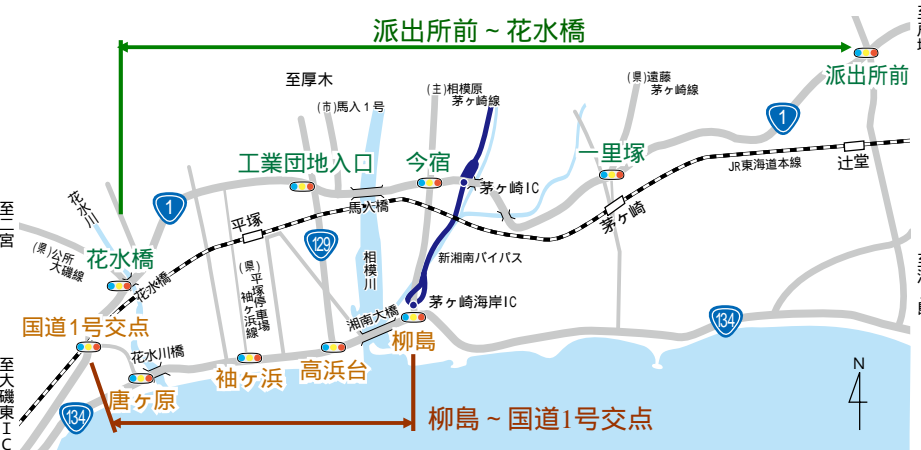 派出所前～花水橋
派出所前
至厚木
(市)馬入1号
(主)相模原
茅ヶ崎線
(県)遠藤
茅ヶ崎線
1
工業団地入口
今宿
一里塚
JR東海道本線
辻堂
茅ヶ崎IC
馬入橋
茅ヶ崎
花水川
1
至二宮
平塚
129
(県)公所
大磯線
花水橋
花水橋
(県)平塚停車場
袖ヶ浜線
相模川
新湘南バイパス
茅ヶ崎海岸IC
湘南大橋
134
国道1号交点
柳島
花水川橋
高浜台
袖ヶ浜
唐ヶ原
至大磯東IC
134
柳島～国道1号交点
N